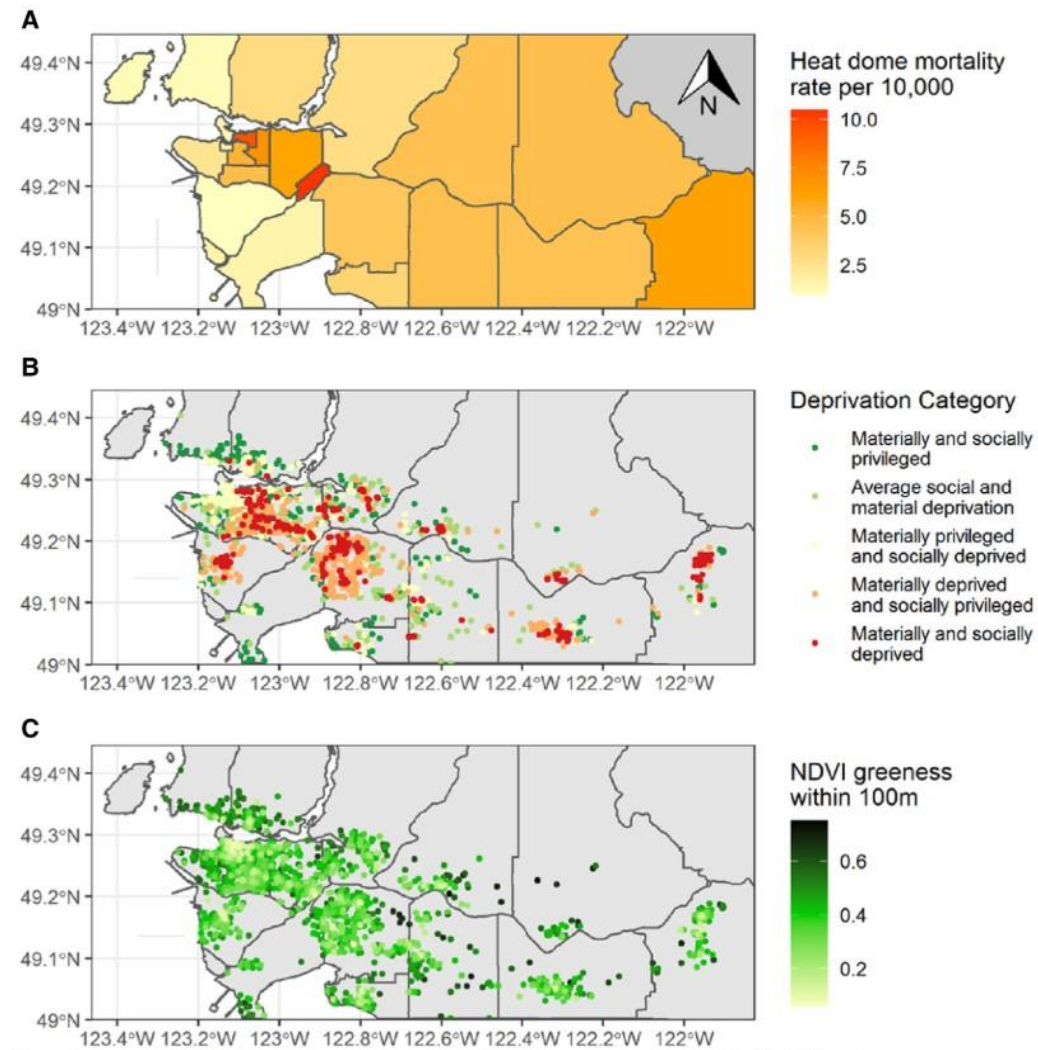 A
49.4°N
49.3°N
49.2°N
49.1°N
49°N
123.4°W 123.2°W 123°W 122.8°W 122.6°W 122.4°W 122.2°W 122°W
N
Heat dome mortality
rate per 10,000
10.0
7.5
5.0
2.5
B
49.4°N
49.3°N
49.2°N
49.1°N
49°N
123.4°W 123.2°W 123°W 122.8°W 122.6°W 122.4°W 122.2°W 122°W
Deprivation Category
Materially and socially
privileged
Average social and
material deprivation
Materially privileged
and socially deprived
Materially deprived
and socially privileged
Materially and socially
deprived
C
49.4°N
49.3°N
49.2°N
49.1°N
49°N
123.4°W 123.2°W 123°W 122.8°W 122.6°W 122.4°W 122.2°W 122°W
NDVI greeness
within 100m
0.6
0.4
0.2